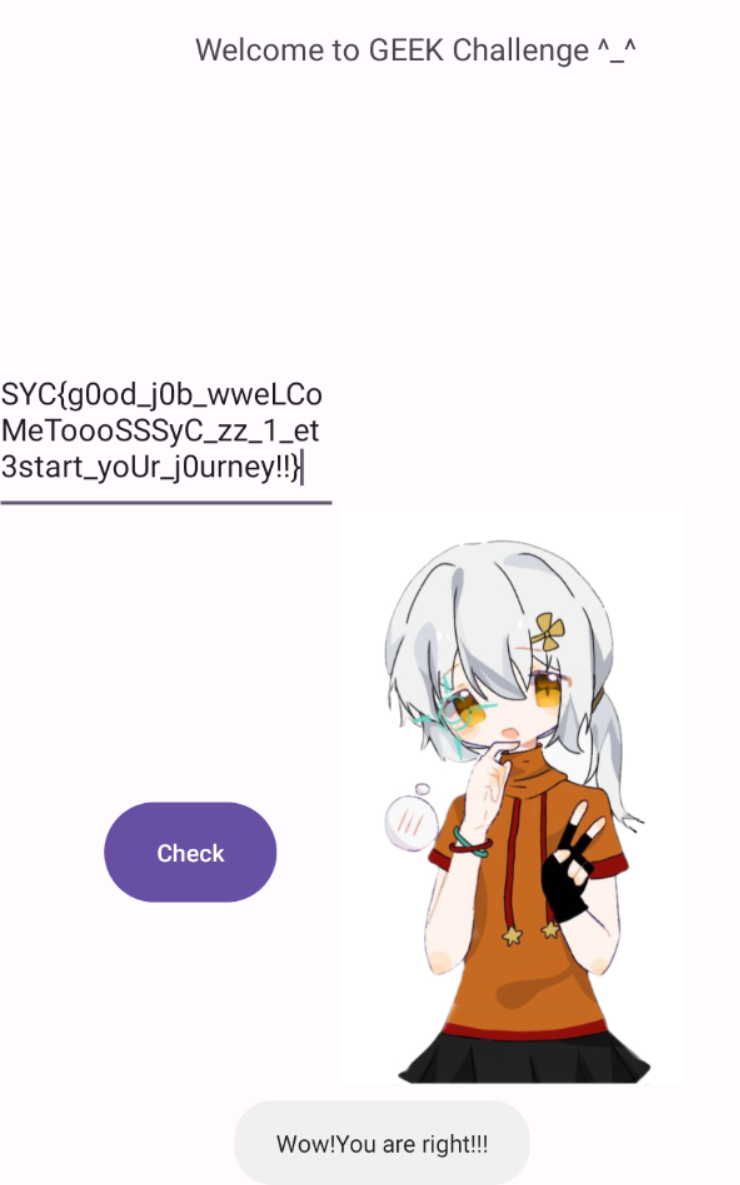 Welcome to GEEK Challenge ^_^
SYC{g0od_j0b_wweLCo
MeToooSSSyC_zz_1_et
3start_yoUr_j0urney!!}
Check
Wow!You are right!!!